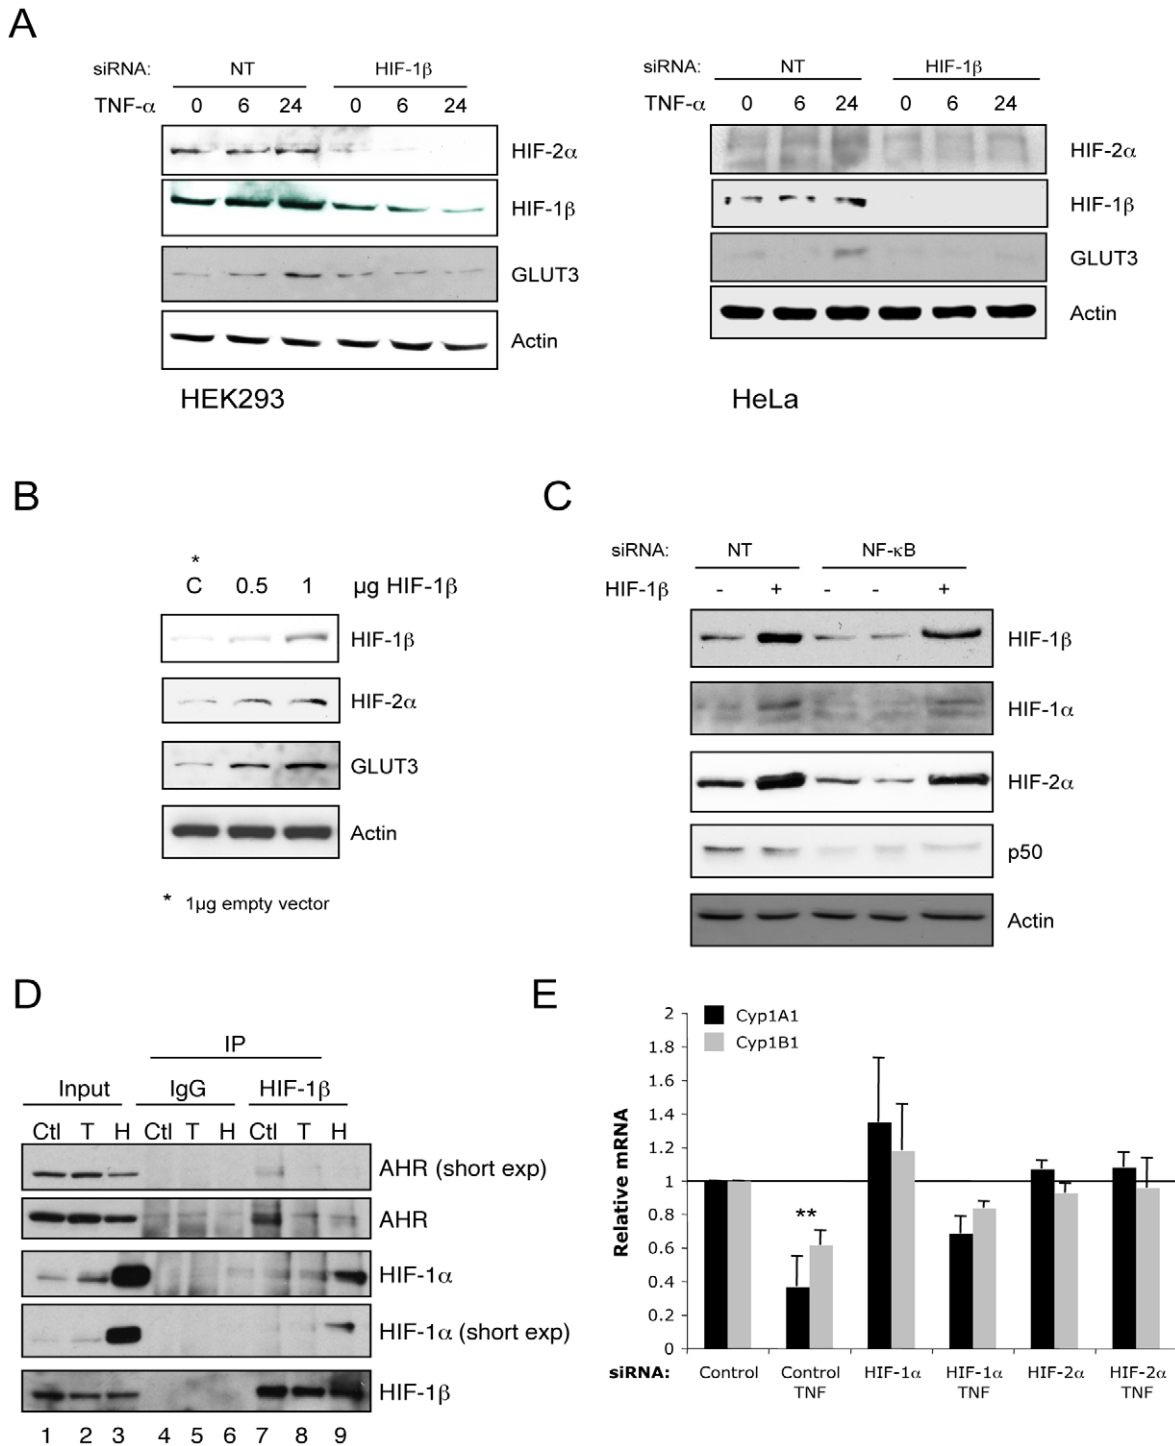 A
siRNA: NT HIF-1β
TNF-α 0 6 24 0 6 24
HIF-2α
HIF-1β
GLUT3
Actin
HEK293
siRNA: NT HIF-1β
TNF-α 0 6 24 0 6 24
HIF-2α
HIF-1β
GLUT3
Actin
HeLa
B
*
C 0.5 1 μg HIF-1β
HIF-1β
HIF-2α
GLUT3
Actin
* 1μg empty vector
C
siRNA: NT NF-κB
HIF-1β - + - - +
HIF-1β
HIF-1α
HIF-2α
p50
Actin
D
IP
Input IgG HIF-1β
Ctl T H Ctl T H Ctl T H
AHR (short exp)
AHR
HIF-1α
HIF-1α (short exp)
HIF-1β
1 2 3 4 5 6 7 8 9
E
Relative mRNA
2
1.8
1.6
1.4
1.2
1
0.8
0.6
0.4
0.2
0
Cyp1A1
Cyp1B1
**
siRNA: Control Control HIF-1α HIF-1α HIF-2α HIF-2α
TNF TNF TNF